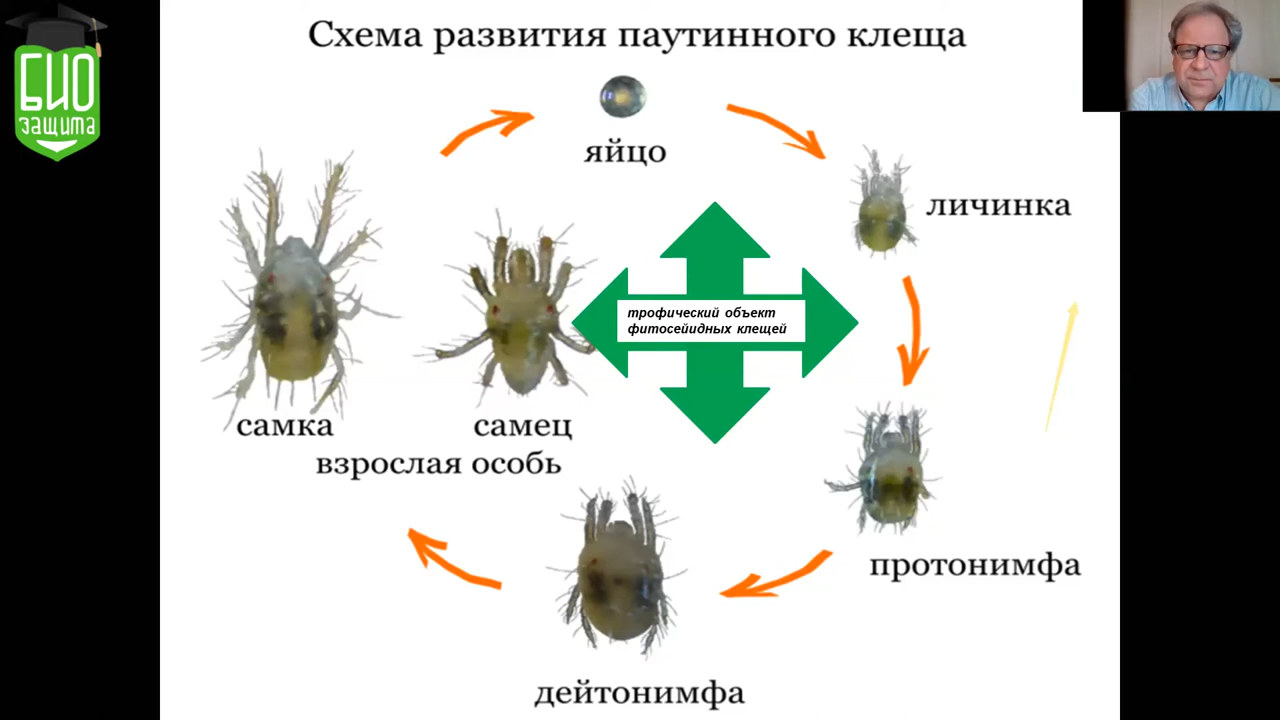 БИО
защита
Схема развития паутинного клеща
яйцо
личинка
трофический объект
фитосейидных клещей
самка
самец
взрослая особь
протонимфа
дейтонимфа